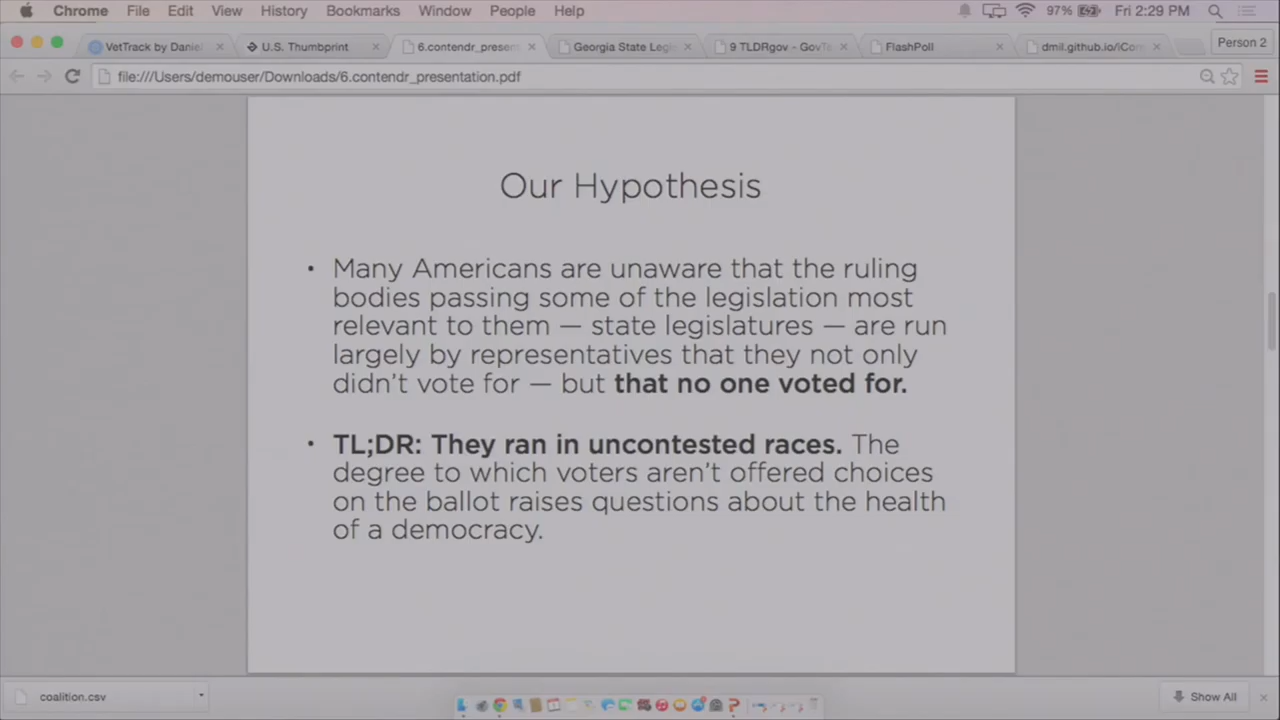 Chrome File Edit View History Bookmarks Window People Help 97% Fri 2:29 PM
VetTrack by Daniel U.S. Thumbprint 6.contendr_present Georgia State Legi 9 TLDRgov - GovT FlashPoll dmil.github.io/iCom Person 2
file:///Users/demouser/Downloads/6.contendr_presentation.pdf
Our Hypothesis
• Many Americans are unaware that the ruling
bodies passing some of the legislation most
relevant to them — state legislatures — are run
largely by representatives that they not only
didn't vote for — but that no one voted for.
• TL;DR: They ran in uncontested races. The
degree to which voters aren't offered choices
on the ballot raises questions about the health
of a democracy.
coalition.csv Show All